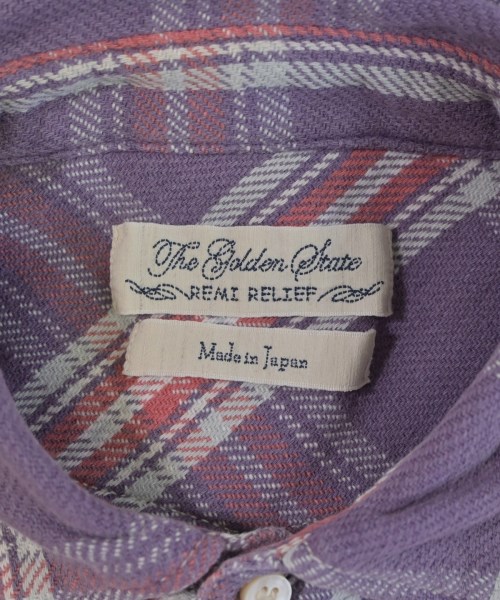 The Golden State
REMI RELIEF
Made in Japan